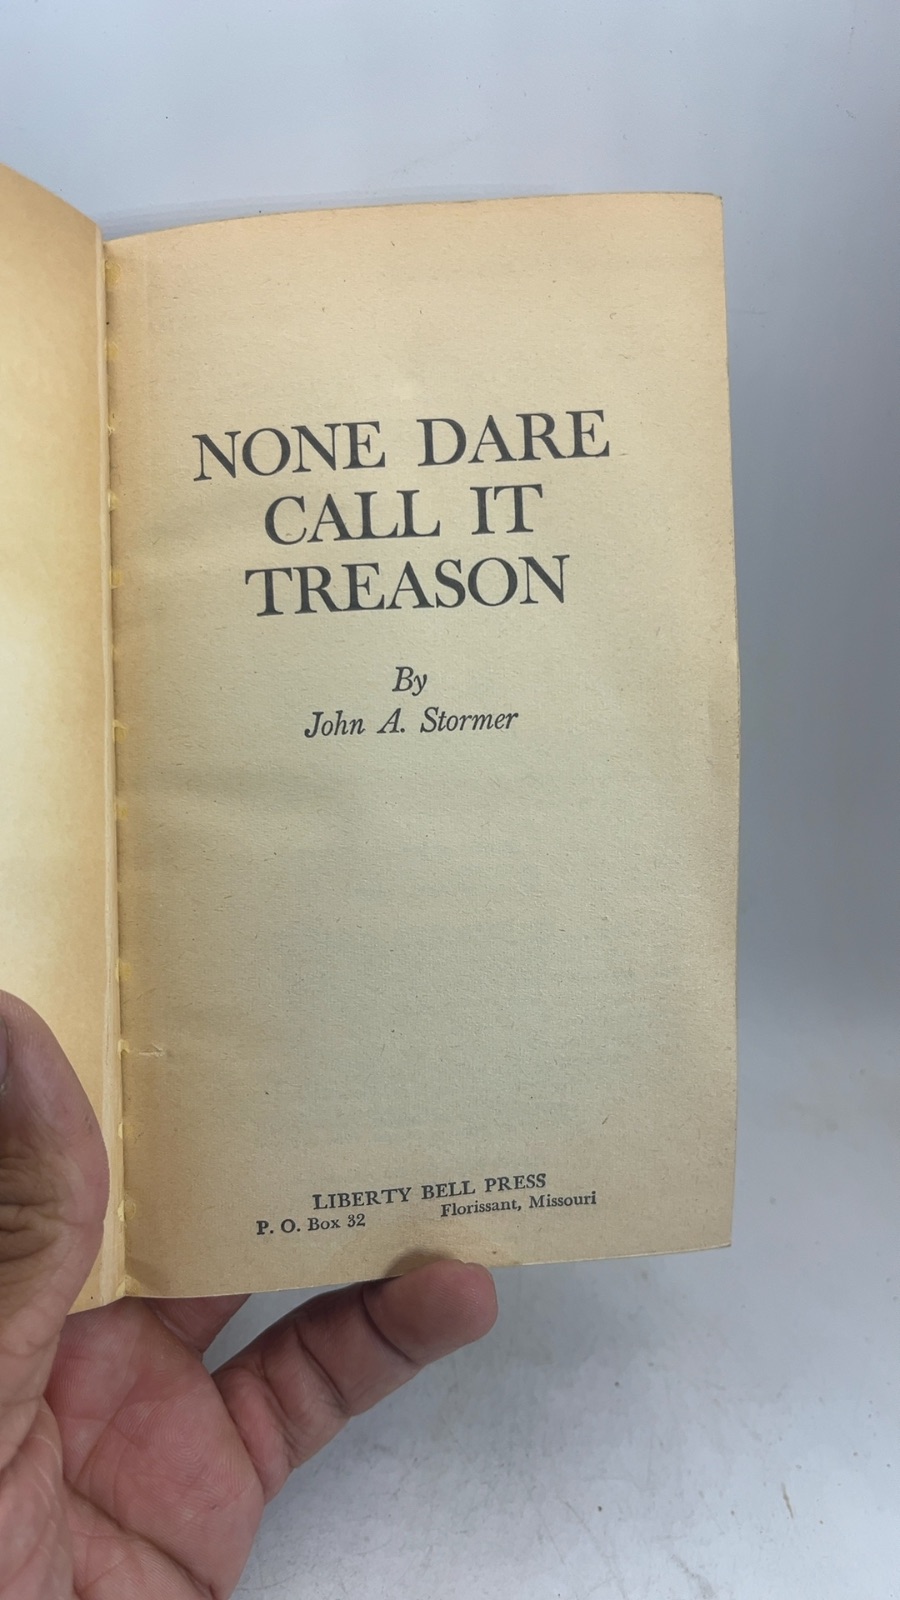 NONE DARE
CALL IT
TREASON
By
John A. Stormer
LIBERTY BELL PRESS
P. O. Box 32 Florissant, Missouri